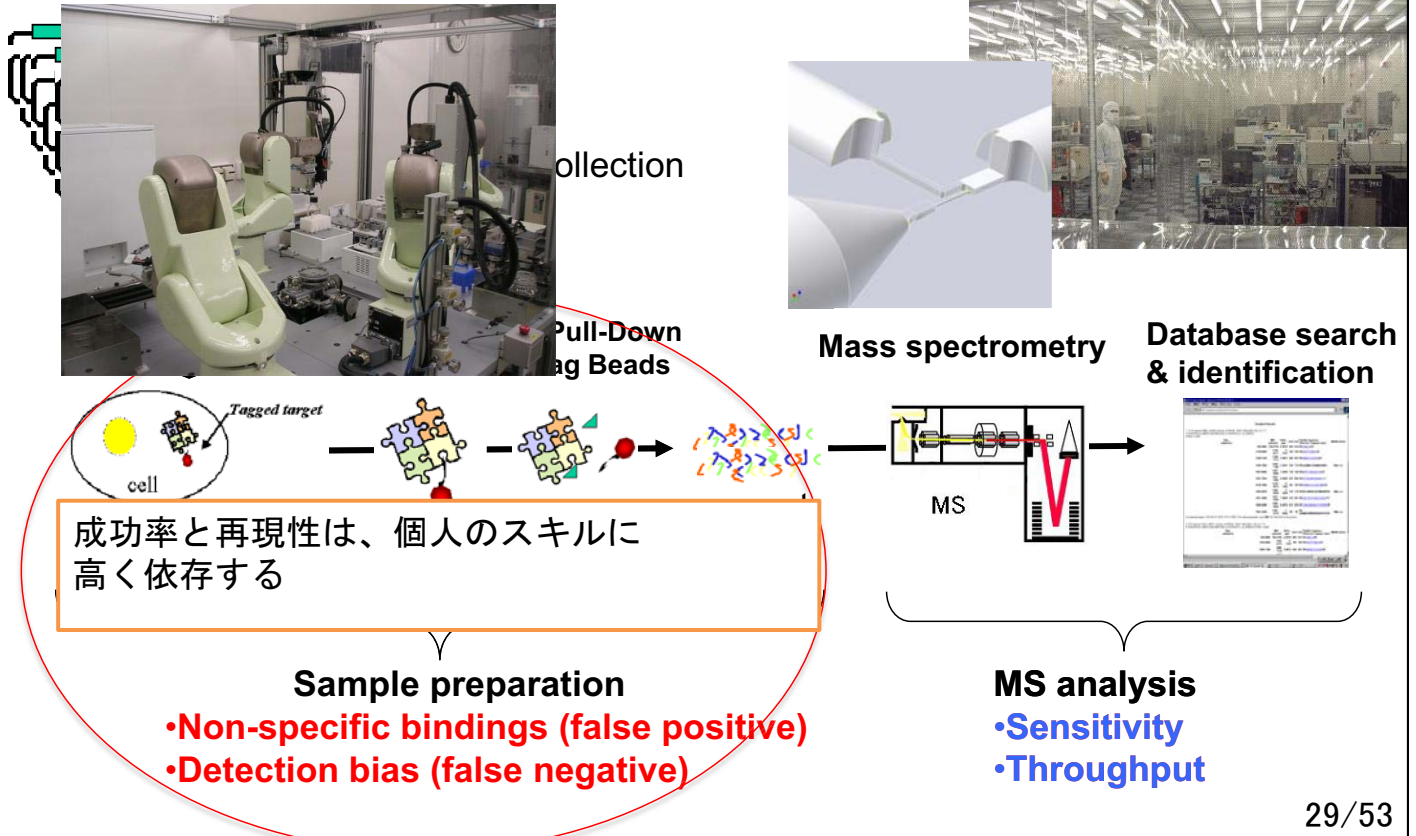 ollection
Pull-Down
ag Beads
Mass spectrometry
Database search
& identification
Tagged target
cell
MS
成功率と再現性は、個人のスキルに
高く依存する
Sample preparation
•Non-specific bindings (false positive)
•Detection bias (false negative)
MS analysis
•Sensitivity
•Throughput
29/53